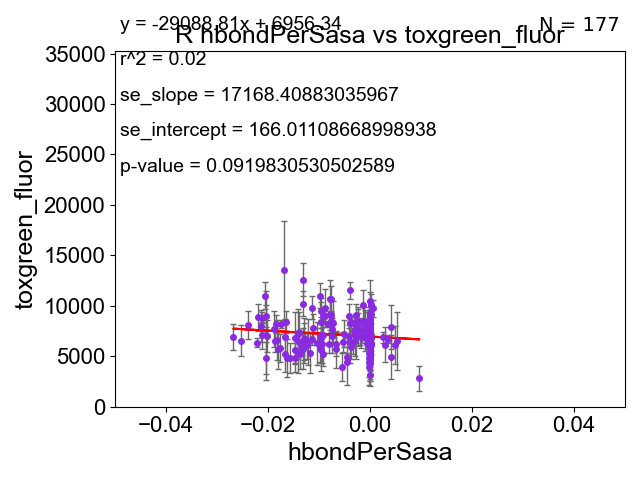 y = -29088.81x + 6956.34
N = 177
R hbondPerSasa vs toxgreen_fluor
r^2 = 0.02
se_slope = 17168.40883035967
se_intercept = 166.01108668998938
p-value = 0.0919830530502589
toxgreen_fluor
35000
30000
25000
20000
15000
10000
5000
0
−0.04 −0.02 0.00 0.02 0.04
hbondPerSasa